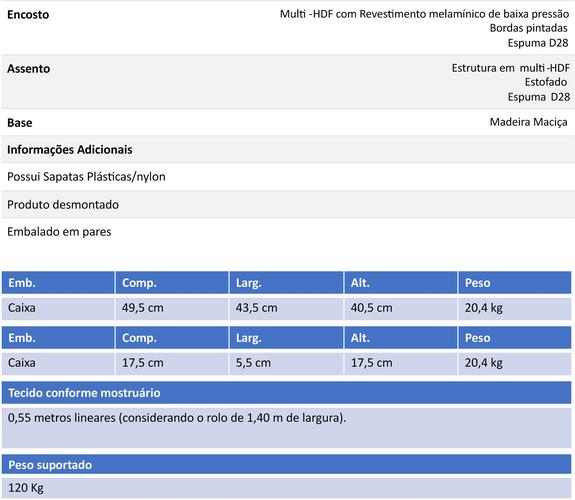 Encosto Multi -HDF com Revestimento melamínico de baixa pressão
Bordas pintadas
Espuma D28
Assento Estrutura em multi-HDF
Estofado
Espuma D28
Base Madeira Maciça
Informações Adicionais
Possui Sapatas Plásticas/nylon
Produto desmontado
Embalado em pares
Emb. Comp. Larg. Alt. Peso
Caixa 49,5 cm 43,5 cm 40,5 cm 20,4 kg
Emb. Comp. Larg. Alt. Peso
Caixa 17,5 cm 5,5 cm 17,5 cm 20,4 kg
Tecido conforme mostruário
0,55 metros lineares (considerando o rolo de 1,40 m de largura).
Peso suportado
120 Kg